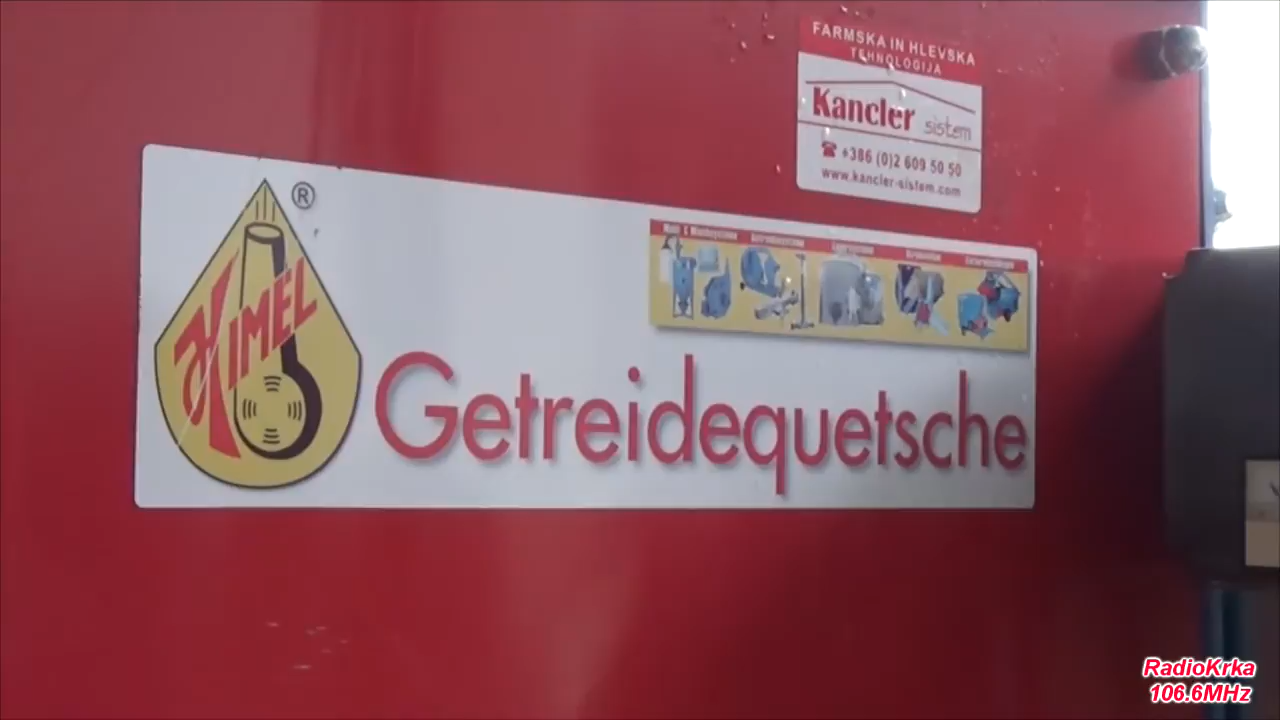 FARMSKA IN HLEVSKA
TEHNOLOGIJA
Kancler sistem
☎ +386 (0)2 609 50 50
www.kancler-sistem.com
®
HIMEL
Getreidequetsche
RadioKrka
106.6MHz